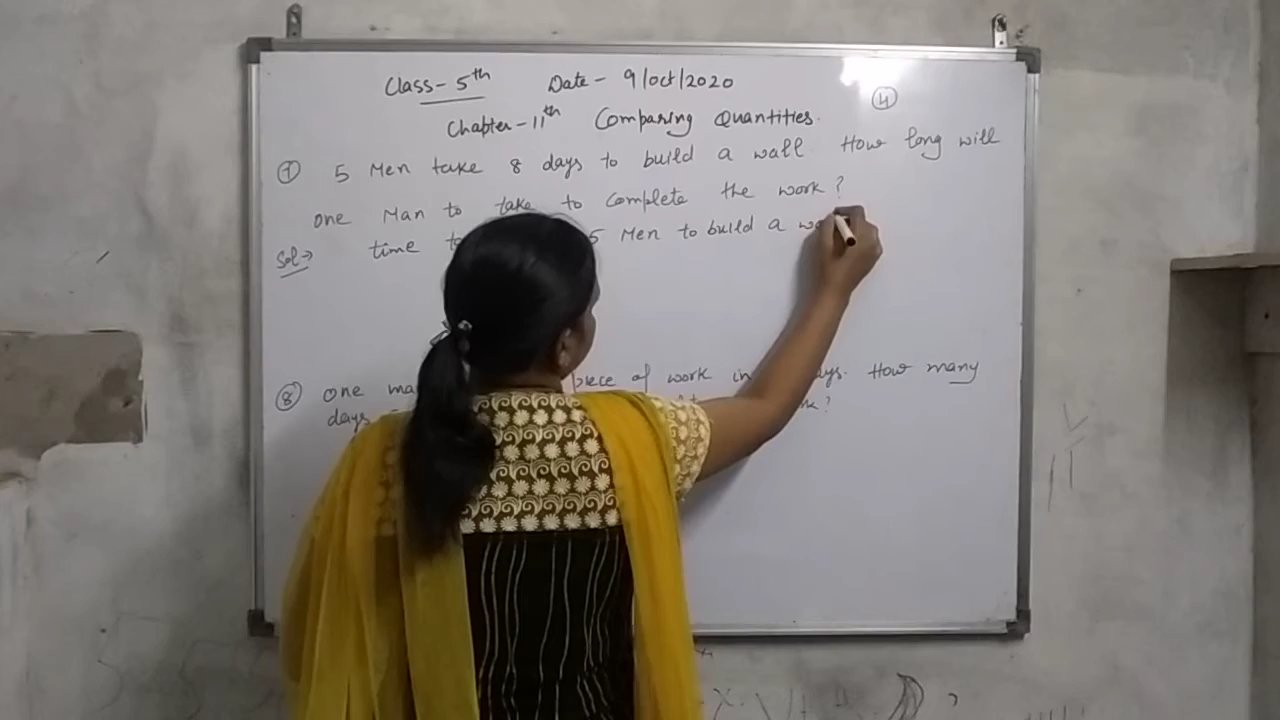 Class - 5th Date - 9/oct/2020
④
Chapter - 11th Comparing Quantities.
⑦ 5 Men take 8 days to build a wall. How long will
one Man to take to complete the work?
Sol→ time 5 Men to build a
⑧ one piece of work in How many
days